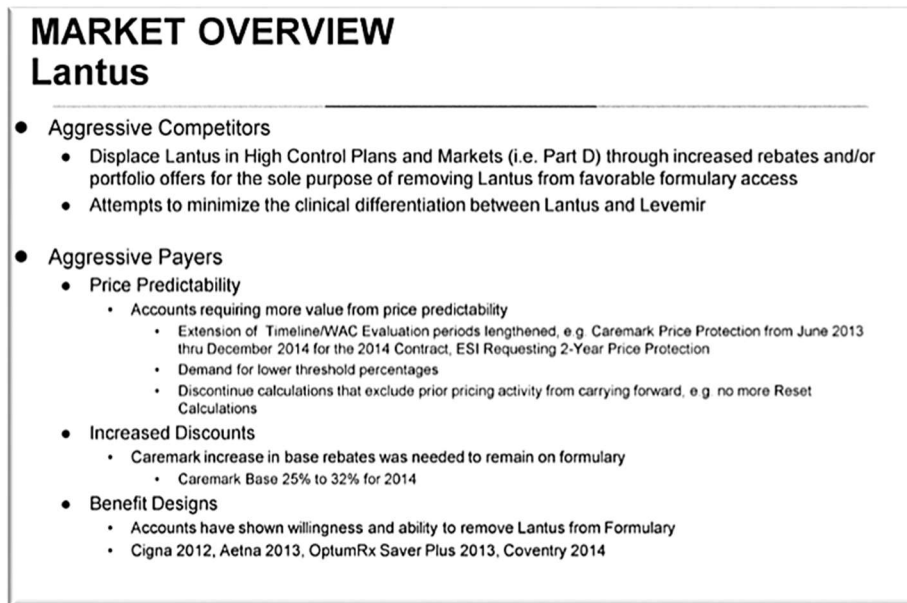 MARKET OVERVIEW
Lantus
● Aggressive Competitors
● Displace Lantus in High Control Plans and Markets (i.e. Part D) through increased rebates and/or
portfolio offers for the sole purpose of removing Lantus from favorable formulary access
● Attempts to minimize the clinical differentiation between Lantus and Levemir
● Aggressive Payers
● Price Predictability
• Accounts requiring more value from price predictability
• Extension of Timeline/WAC Evaluation periods lengthened, e.g. Caremark Price Protection from June 2013
thru December 2014 for the 2014 Contract, ESI Requesting 2-Year Price Protection
• Demand for lower threshold percentages
• Discontinue calculations that exclude prior pricing activity from carrying forward, e.g. no more Reset
Calculations
● Increased Discounts
• Caremark increase in base rebates was needed to remain on formulary
• Caremark Base 25% to 32% for 2014
● Benefit Designs
• Accounts have shown willingness and ability to remove Lantus from Formulary
• Cigna 2012, Aetna 2013, OptumRx Saver Plus 2013, Coventry 2014